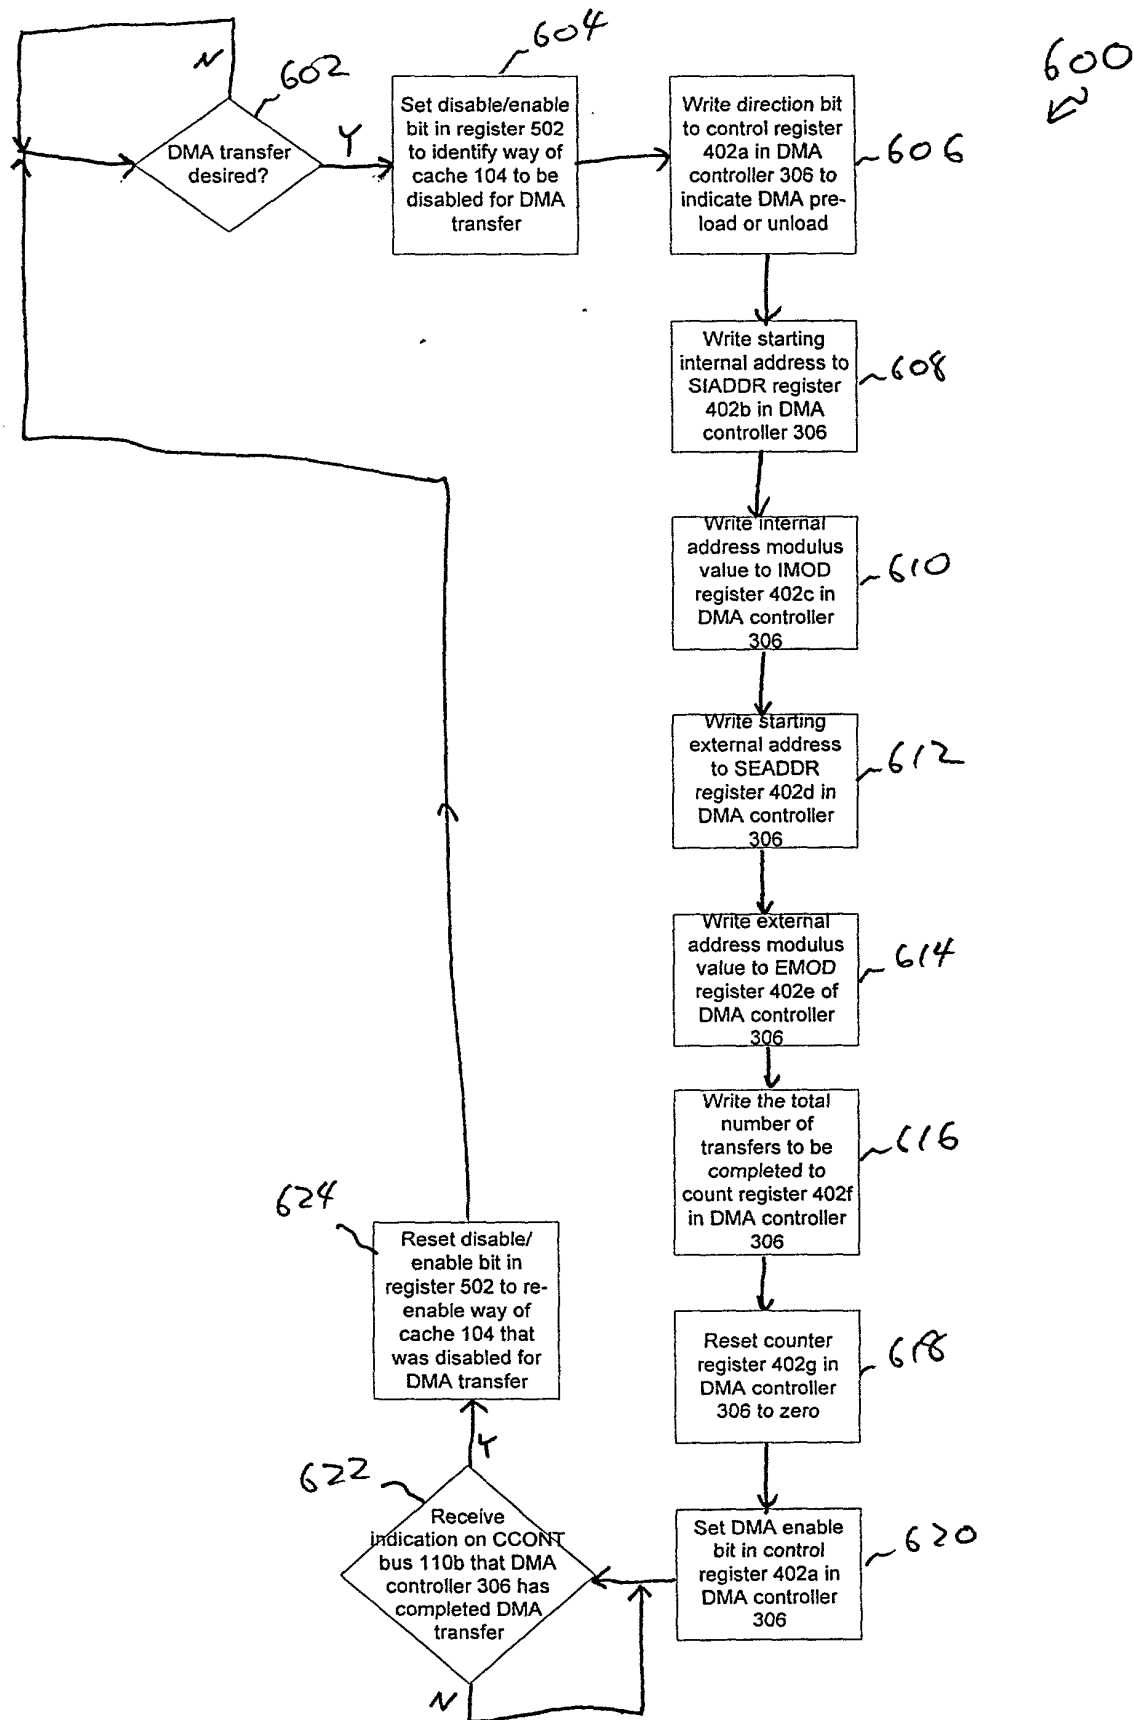 600
N
602
DMA transfer
desired?
Y
604
Set disable/enable
bit in register 502
to identify way of
cache 104 to be
disabled for DMA
transfer
Write direction bit
to control register
402a in DMA
controller 306 to
indicate DMA pre-
load or unload
606
Write starting
internal address to
SIADDR register
402b in DMA
controller 306
608
Write internal
address modulus
value to IMOD
register 402c in
DMA controller
306
610
Write starting
external address
to SEADDR
register 402d in
DMA controller
306
612
Write external
address modulus
value to EMOD
register 402e of
DMA controller
306
614
Write the total
number of
transfers to be
completed to
count register 402f
in DMA controller
306
616
Reset counter
register 402g in
DMA controller
306 to zero
618
Set DMA enable
bit in control
register 402a in
DMA controller
306
620
622
Receive
indication on CCONT
bus 110b that DMA
controller 306 has
completed DMA
transfer
N
Y
624
Reset disable/
enable bit in
register 502 to re-
enable way of
cache 104 that
was disabled for
DMA transfer